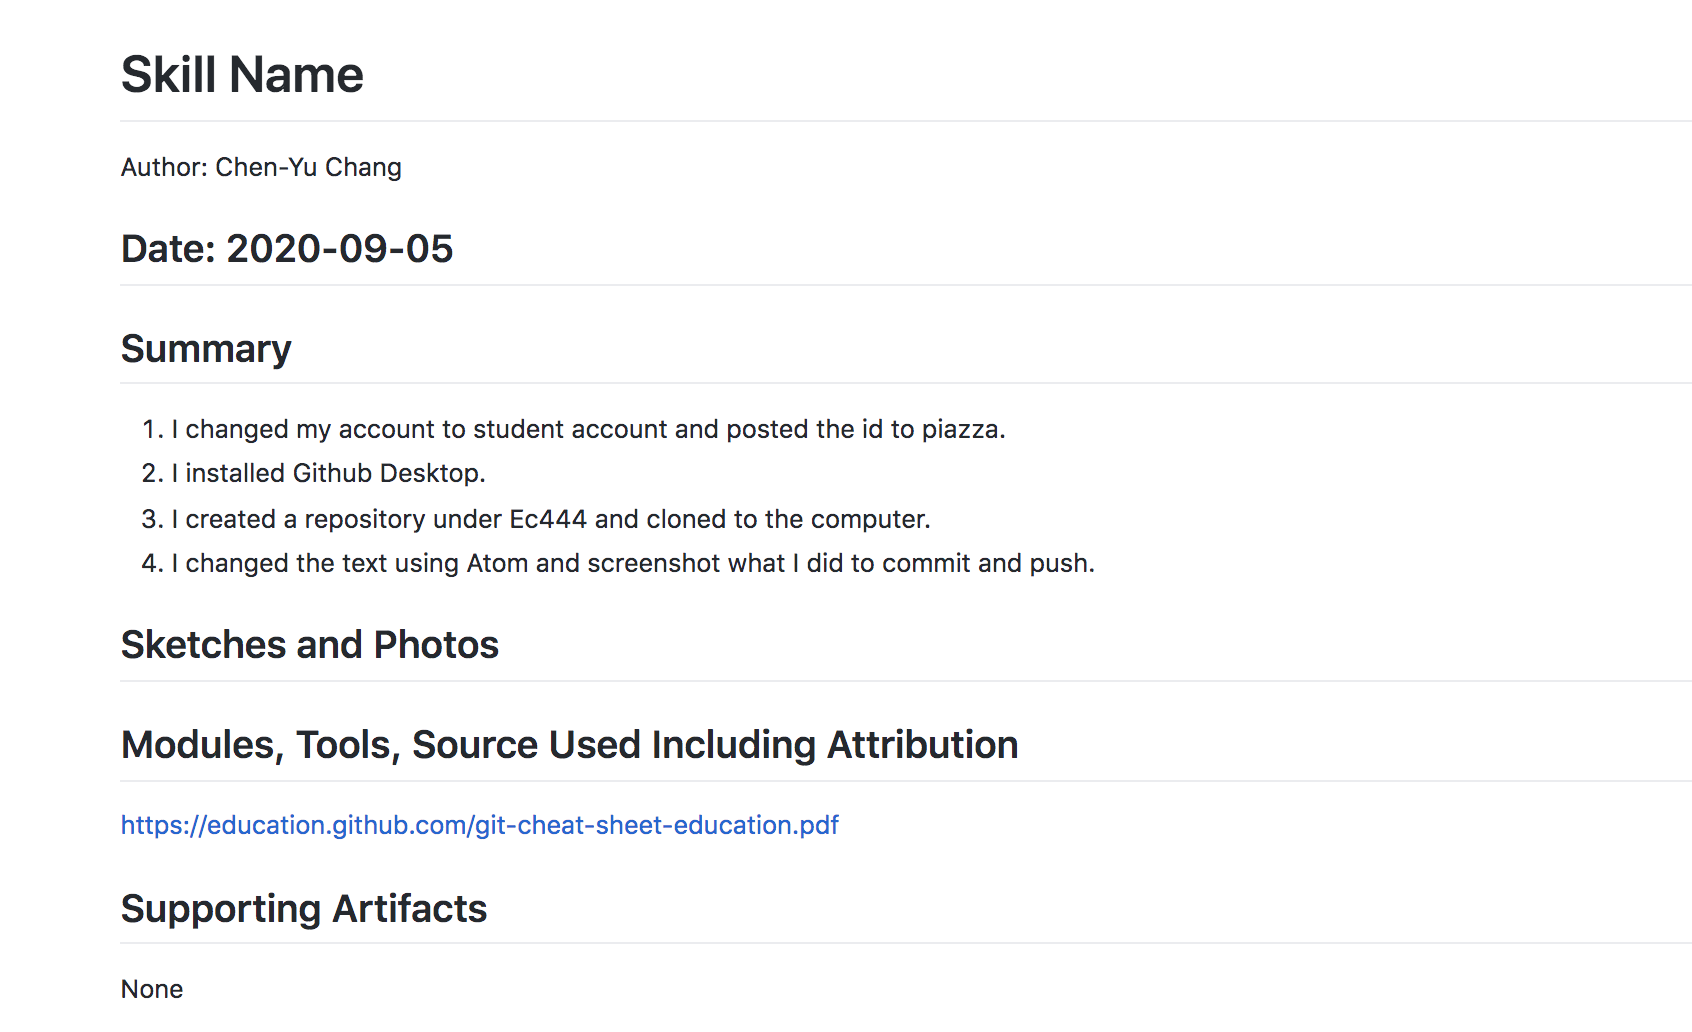 Skill Name
Author: Chen-Yu Chang
Date: 2020-09-05
Summary
1. I changed my account to student account and posted the id to piazza.
2. I installed Github Desktop.
3. I created a repository under Ec444 and cloned to the computer.
4. I changed the text using Atom and screenshot what I did to commit and push.
Sketches and Photos
Modules, Tools, Source Used Including Attribution
https://education.github.com/git-cheat-sheet-education.pdf
Supporting Artifacts
None